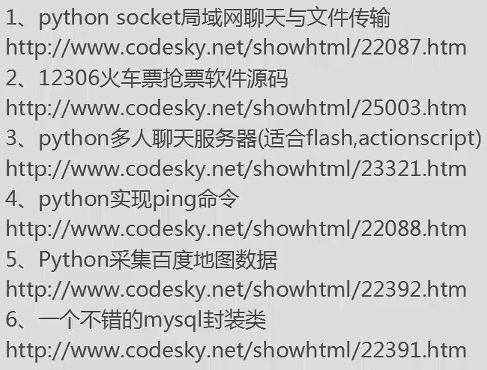 1、python socket局域网聊天与文件传输
http://www.codesky.net/showhtml/22087.htm
2、12306火车票抢票软件源码
http://www.codesky.net/showhtml/25003.htm
3、python多人聊天服务器(适合flash,actionscript)
http://www.codesky.net/showhtml/23321.htm
4、python实现ping命令
http://www.codesky.net/showhtml/22088.htm
5、Python采集百度地图数据
http://www.codesky.net/showhtml/22392.htm
6、一个不错的mysql封装类
http://www.codesky.net/showhtml/22391.htm